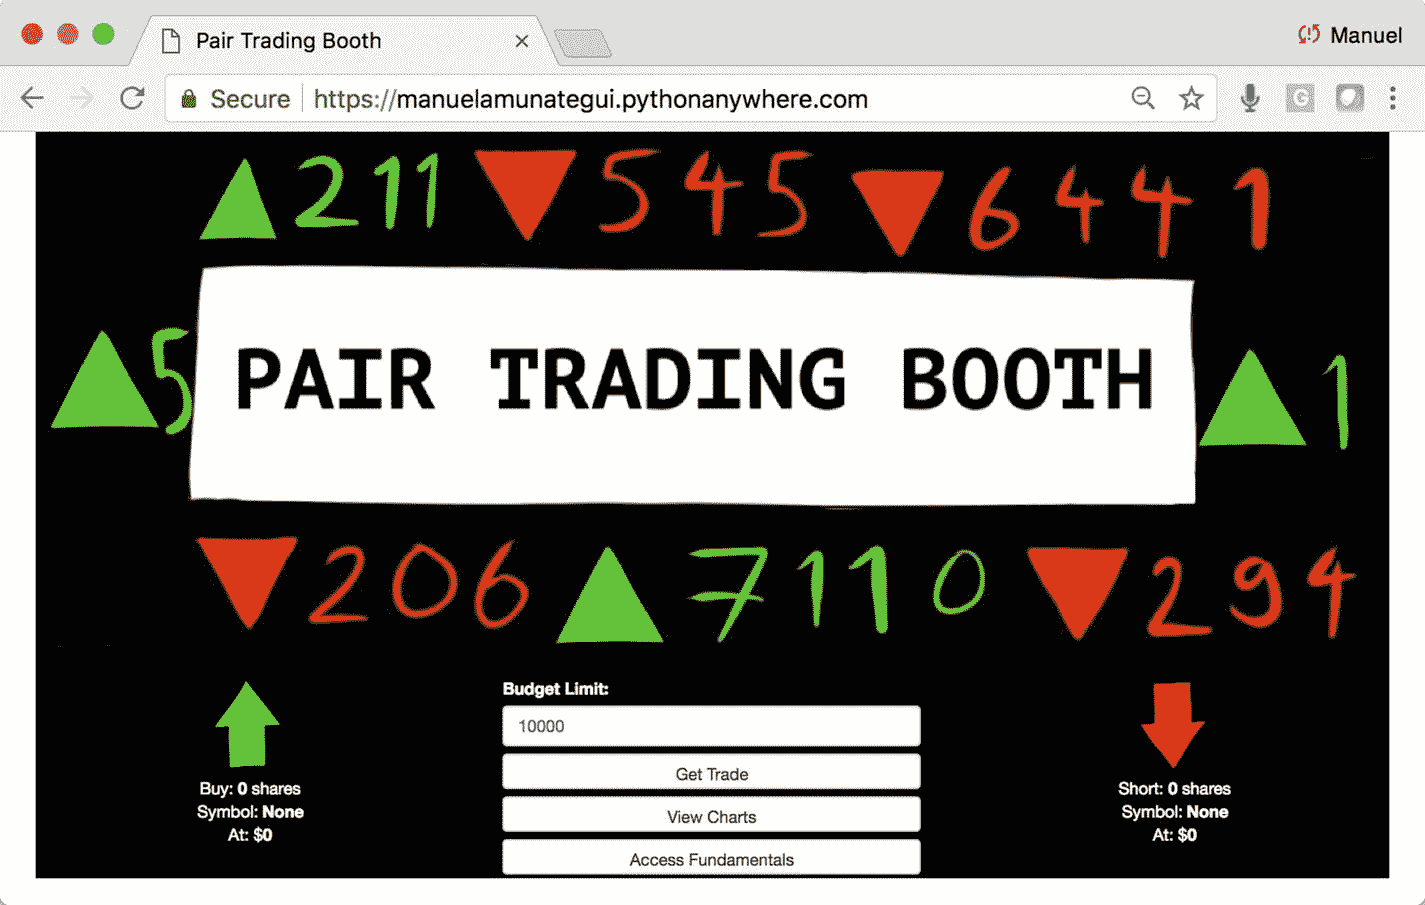 Pair Trading Booth
Manuel
Secure https://manuelamunategui.pythonanywhere.com
G
211 545 6441
5
PAIR TRADING BOOTH
1
206 7110 294
Budget Limit:
10000
Get Trade
View Charts
Access Fundamentals
Buy: 0 shares
Symbol: None
At: $0
Short: 0 shares
Symbol: None
At: $0